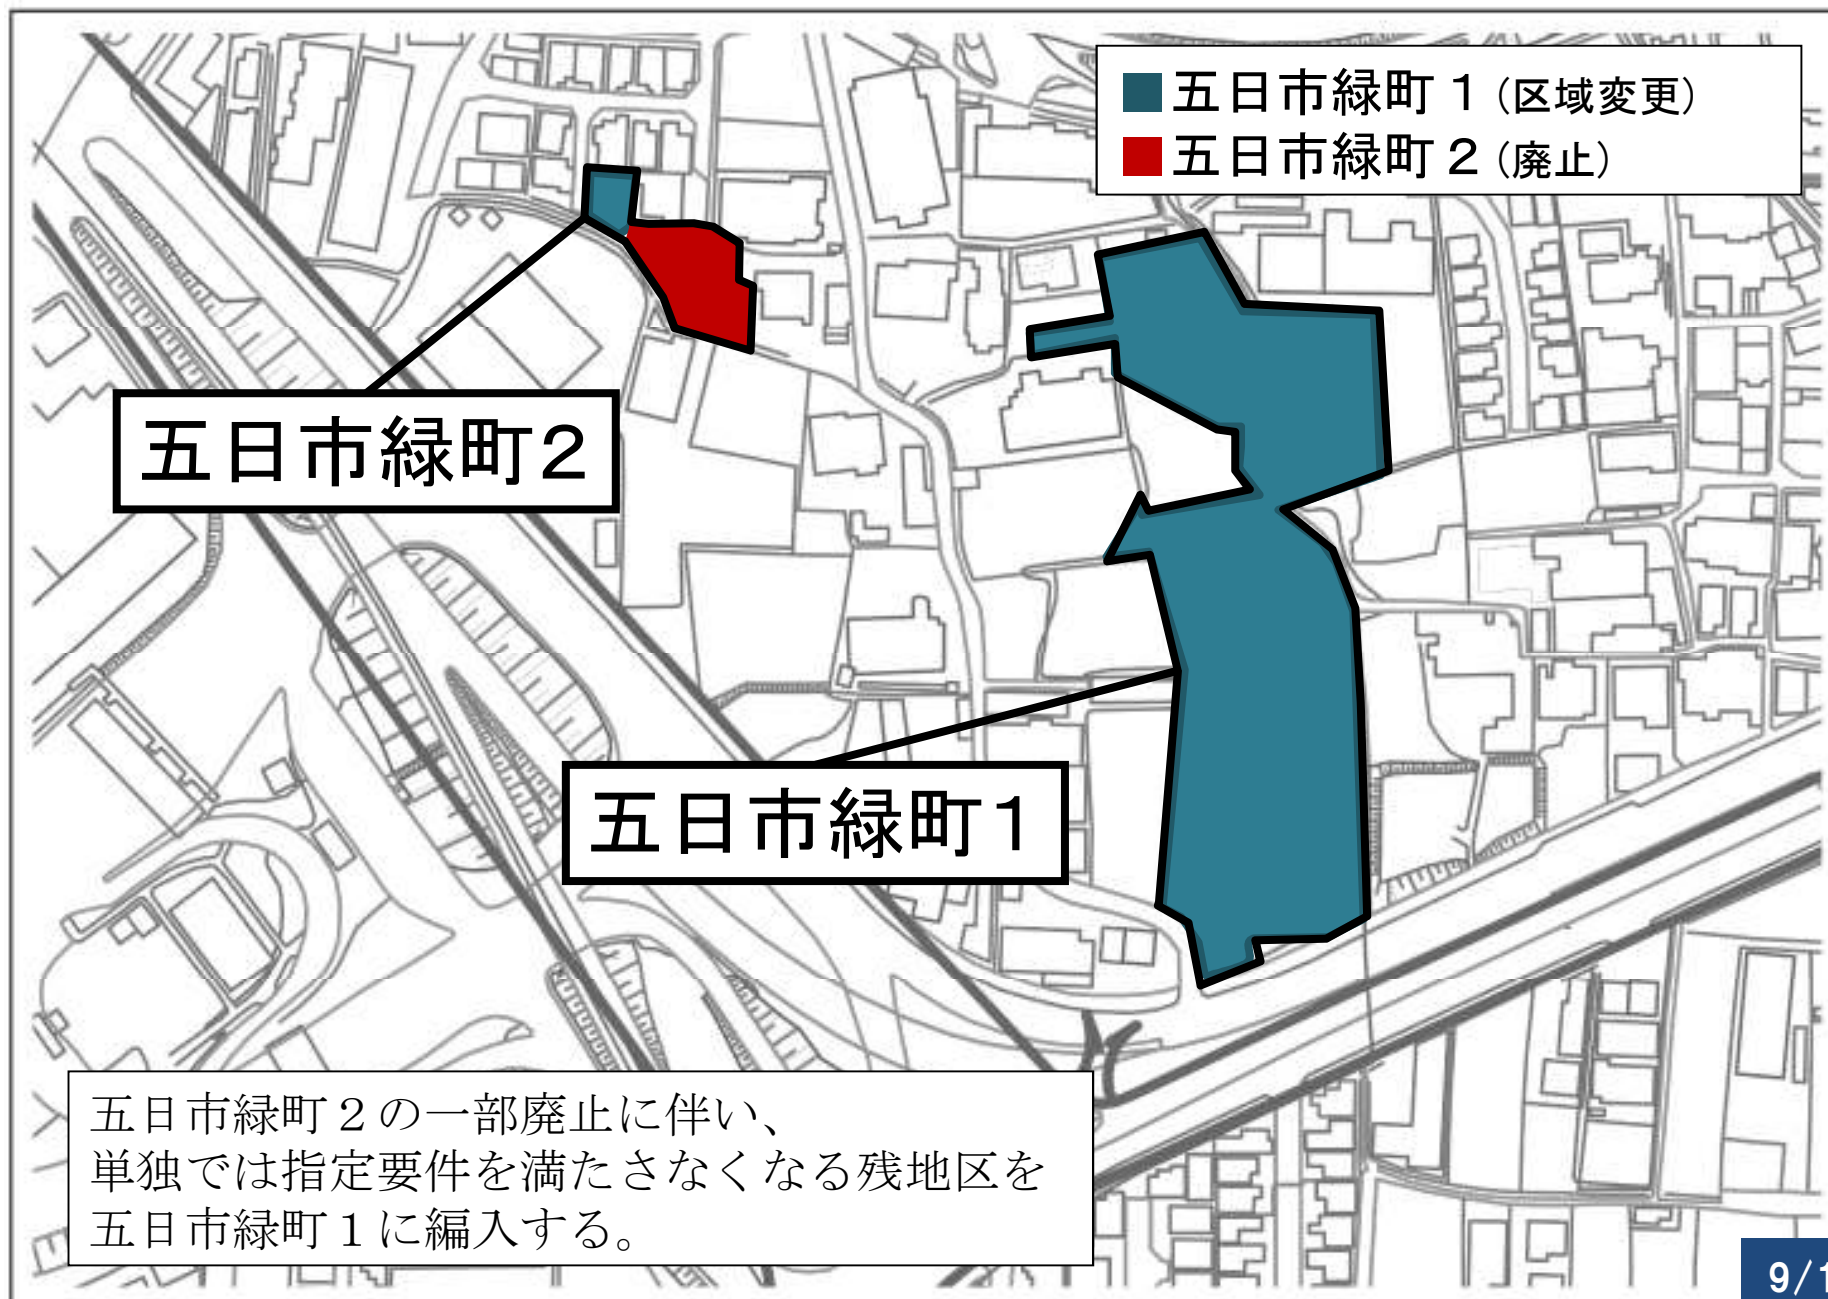 五日市緑町１（区域変更）
五日市緑町２（廃止）
五日市緑町2
五日市緑町1
五日市緑町２の一部廃止に伴い、
単独では指定要件を満たさなくなる残地区を
五日市緑町１に編入する。
9/1